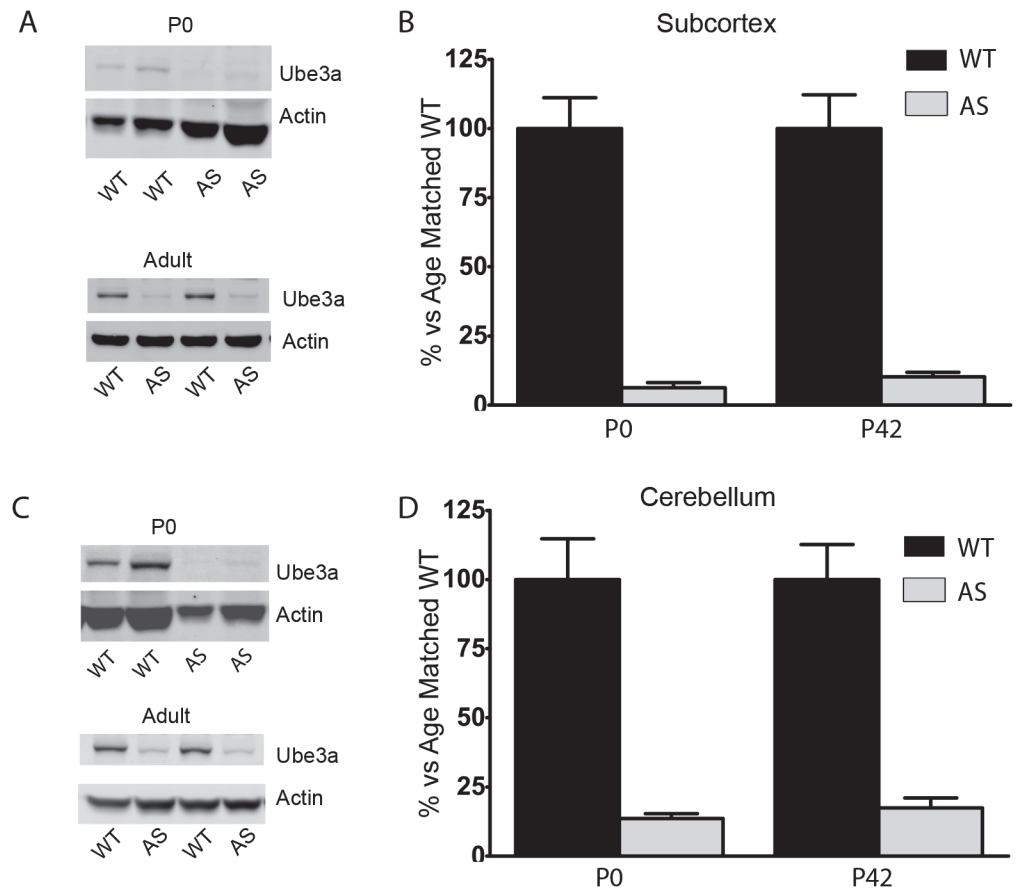 A
P0
Ube3a
Actin
WT WT AS AS
Adult
Ube3a
Actin
WT AS WT AS
B
Subcortex
% vs Age Matched WT
125
100
75
50
25
0
P0 P42
WT
AS
C
P0
Ube3a
Actin
WT WT AS AS
Adult
Ube3a
Actin
WT AS WT AS
D
Cerebellum
% vs Age Matched WT
125
100
75
50
25
0
P0 P42
WT
AS